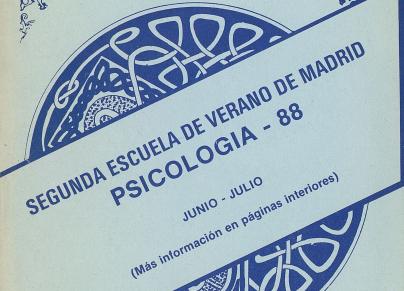 SEGUNDA ESCUELA DE VERANO DE MADRID
PSICOLOGIA - 88
JUNIO - JULIO
(Más información en páginas interiores)